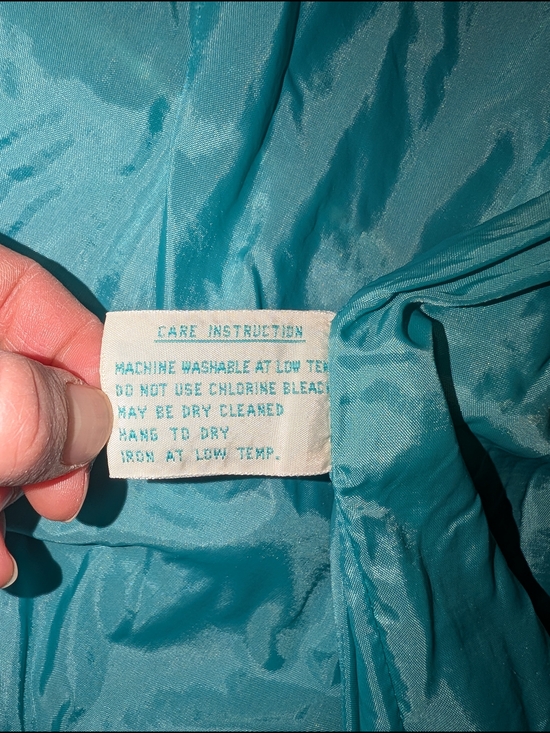 CARE INSTRUCTION
MACHINE WASHABLE AT LOW TEM
DO NOT USE CHLORINE BLEAC
MAY BE DRY CLEANED
HANG TO DRY
IRON AT LOW TEMP.